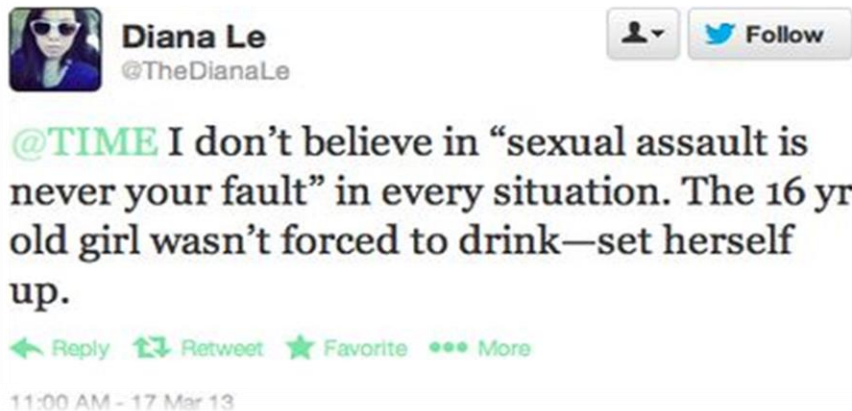 Diana Le
Follow
@TheDianaLe
@TIME I don't believe in “sexual assault is
never your fault” in every situation. The 16 yr
old girl wasn't forced to drink—set herself
up.
Reply Retweet Favorite More
11:00 AM - 17 Mar 13